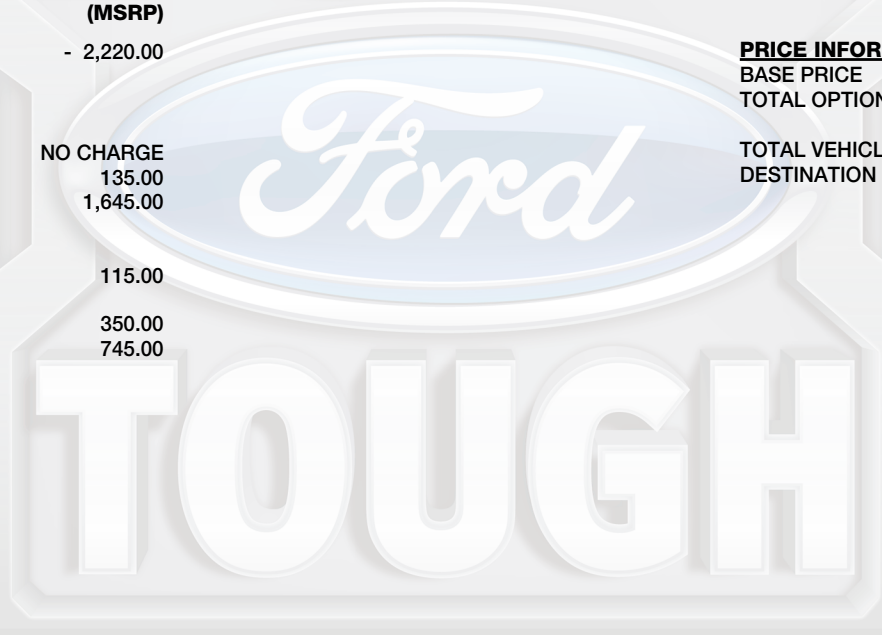 (MSRP)
- 2,220.00
NO CHARGE
135.00
1,645.00
115.00
350.00
745.00
PRICE INFOR
BASE PRICE
TOTAL OPTION
TOTAL VEHICL
DESTINATION
Ford
TOUGH